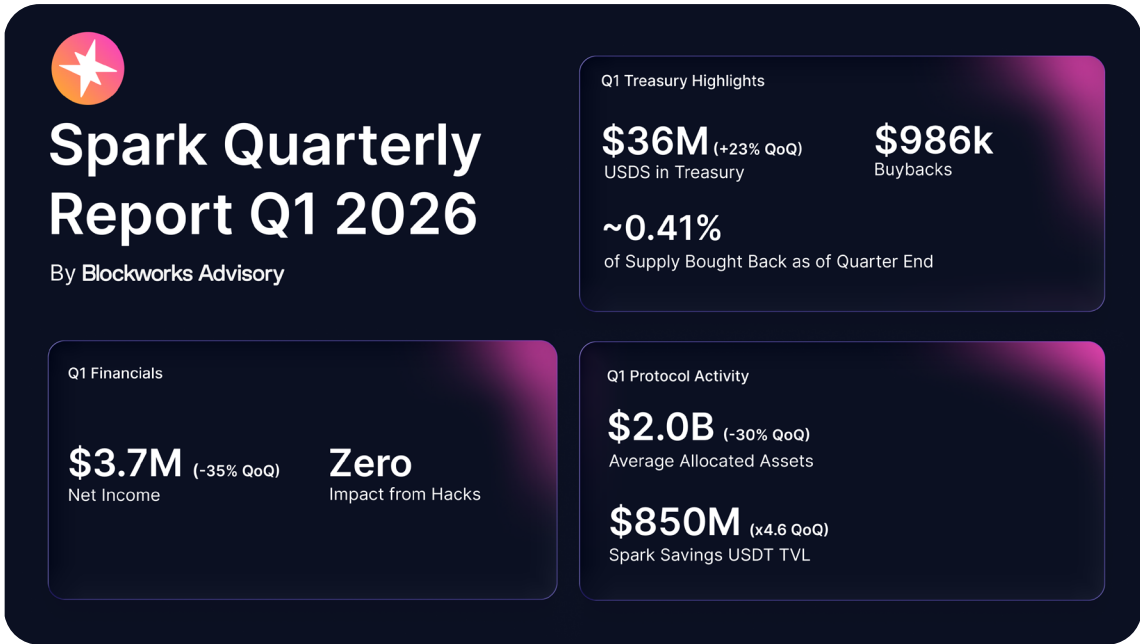 Spark Quarterly
Report Q1 2026
By Blockworks Advisory
Q1 Treasury Highlights
$36M (+23% QoQ)
USDS in Treasury
$986k
Buybacks
~0.41%
of Supply Bought Back as of Quarter End
Q1 Financials
$3.7M (-35% QoQ)
Net Income
Zero
Impact from Hacks
Q1 Protocol Activity
$2.0B (-30% QoQ)
Average Allocated Assets
$850M (x4.6 QoQ)
Spark Savings USDT TVL